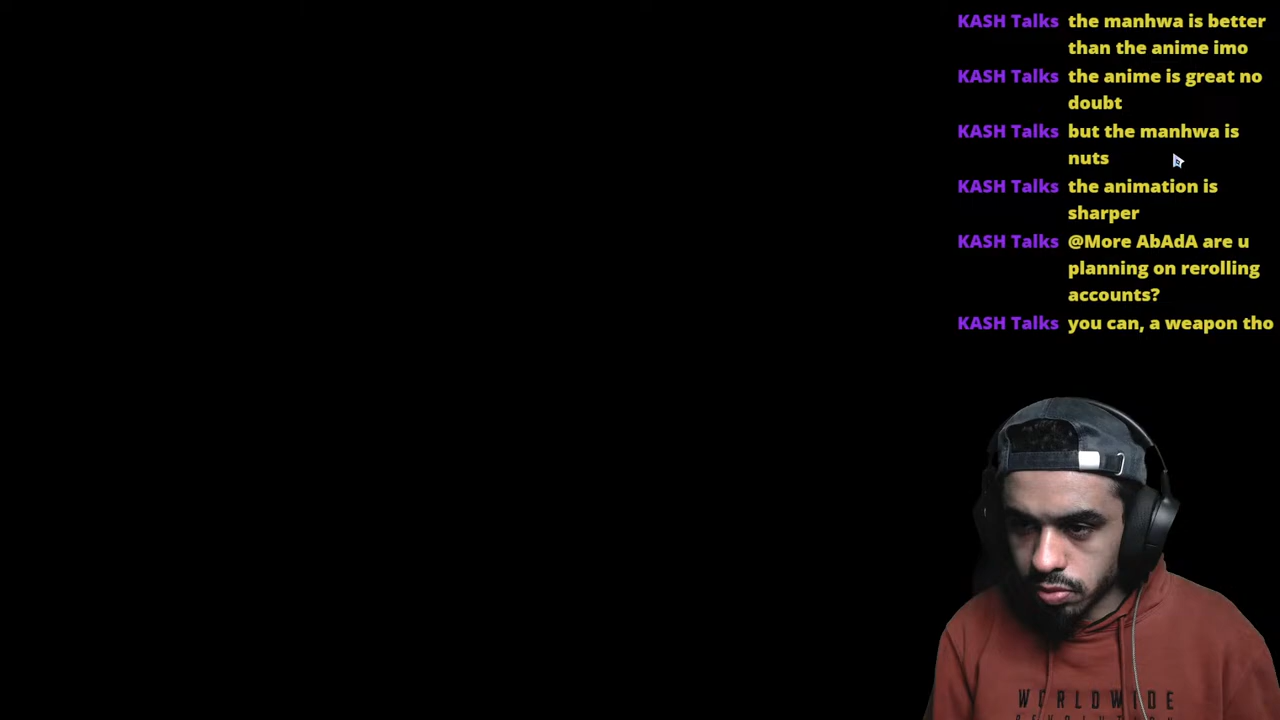 KASH Talks the manhwa is better
than the anime imo
KASH Talks the anime is great no
doubt
KASH Talks but the manhwa is
nuts
KASH Talks the animation is
sharper
KASH Talks @More AbAdA are u
planning on rerolling
accounts?
KASH Talks you can, a weapon tho
WORLDWIDE